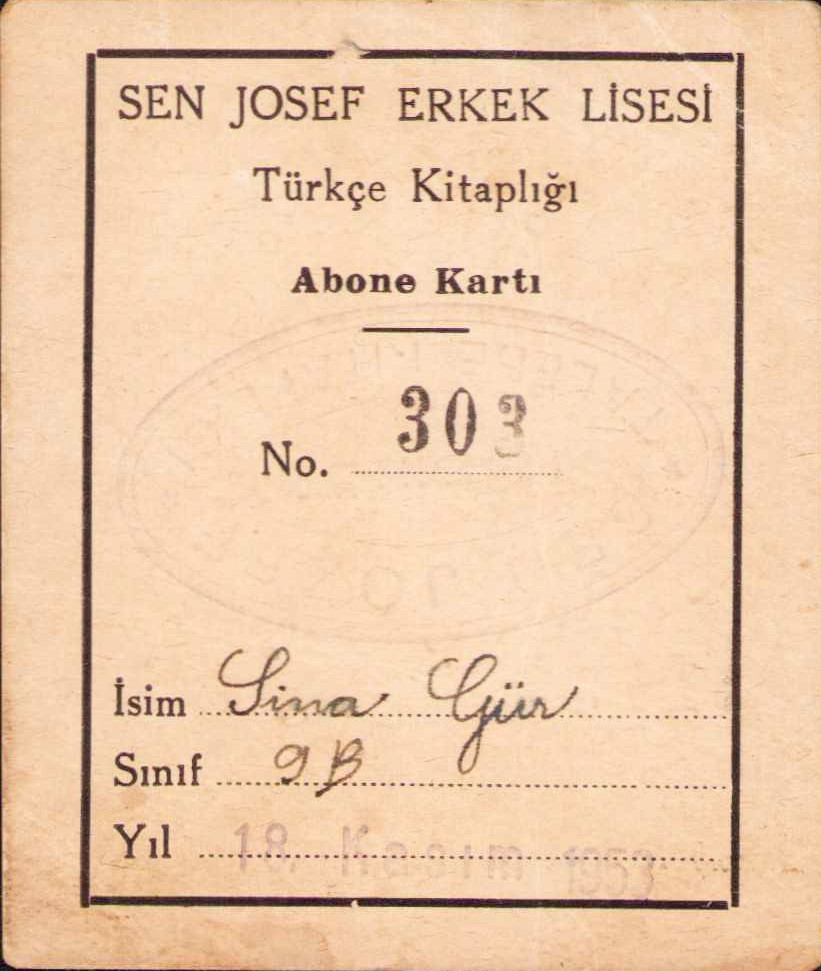 SEN JOSEF ERKEK LİSESİ
Türkçe Kitaplığı
Abone Kartı
No. 303
İsim Sina Gür
Sınıf 9B
Yıl 18. Kasım 1953